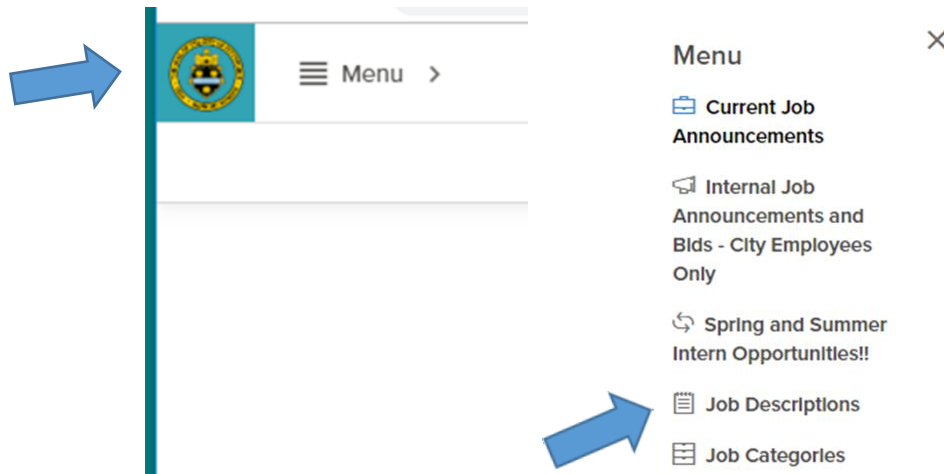 Menu >
Menu
Current Job
Announcements
Internal Job
Announcements and
Bids - City Employees
Only
Spring and Summer
Intern Opportunities!!
Job Descriptions
Job Categories